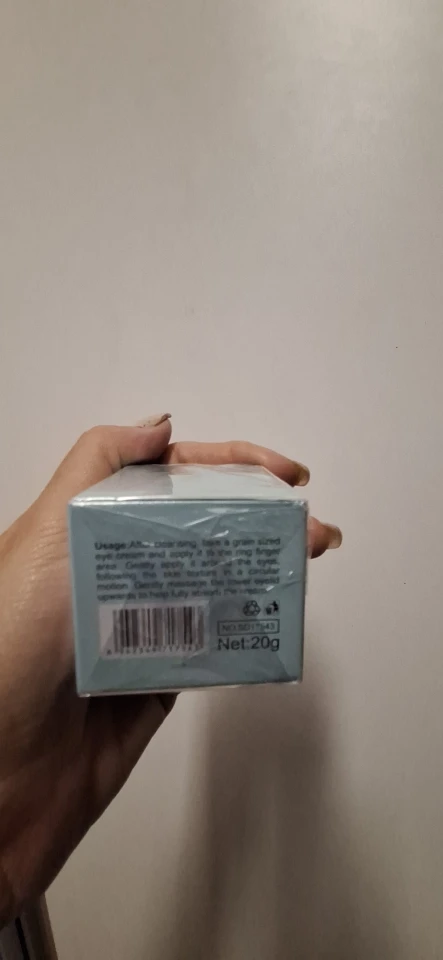 Usage: After cleansing, take a grain sized
eye cream and apply it to the ring finger
area. Gently apply it around the eyes,
following the skin texture in a circular
motion. Gently massage the lower eyelid
upwards to help fully absorb the
NO.SD17943
Net:20g